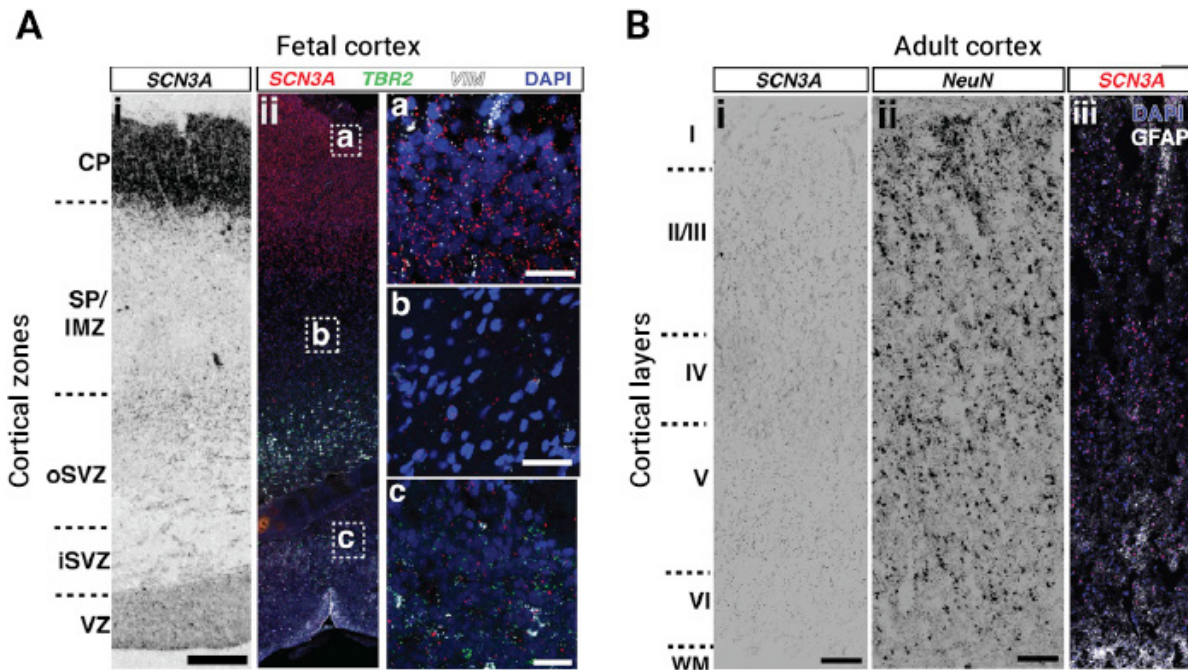 A
Fetal cortex
SCN3A
SCN3A TBR2 VIM DAPI
i
ii
a
a
b
b
c
c
Cortical zones
CP
SP/
IMZ
oSVZ
iSVZ
VZ
B
Adult cortex
SCN3A
NeuN
SCN3A
i
ii
iii
DAPI
GFAP
Cortical layers
I
II/III
IV
V
VI
WM